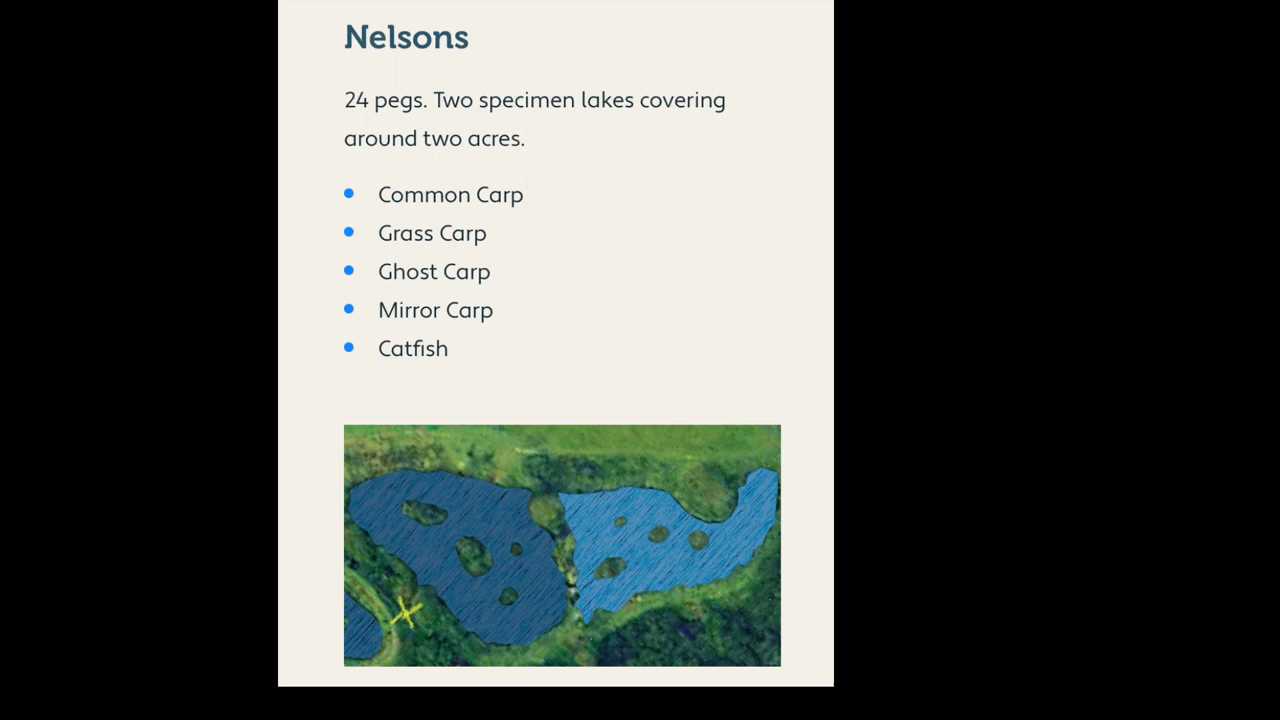 Nelsons
24 pegs. Two specimen lakes covering
around two acres.
Common Carp
Grass Carp
Ghost Carp
Mirror Carp
Catfish